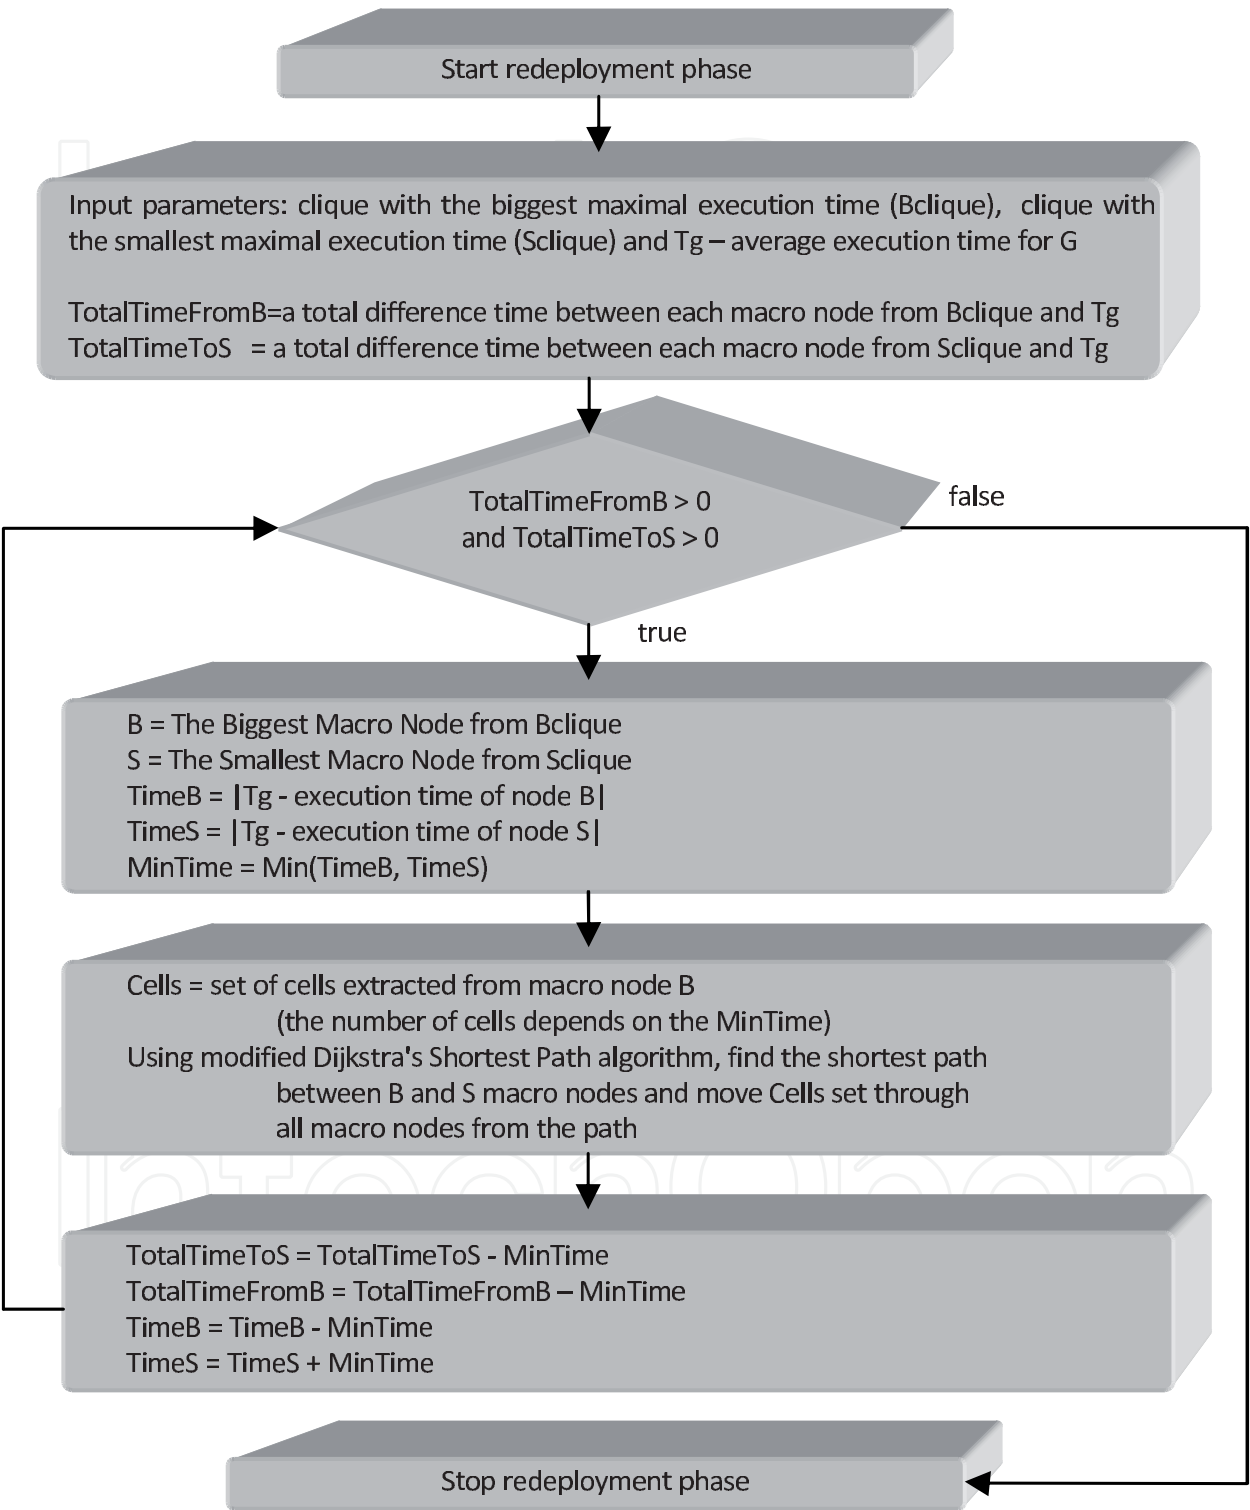 Start redeployment phase
Input parameters: clique with the biggest maximal execution time (Bclique), clique with
the smallest maximal execution time (Sclique) and Tg – average execution time for G
TotalTimeFromB=a total difference time between each macro node from Bclique and Tg
TotalTimeToS = a total difference time between each macro node from Sclique and Tg
TotalTimeFromB > 0
and TotalTimeToS > 0
false
true
B = The Biggest Macro Node from Bclique
S = The Smallest Macro Node from Sclique
TimeB = |Tg - execution time of node B|
TimeS = |Tg - execution time of node S|
MinTime = Min(TimeB, TimeS)
Cells = set of cells extracted from macro node B
(the number of cells depends on the MinTime)
Using modified Dijkstra's Shortest Path algorithm, find the shortest path
between B and S macro nodes and move Cells set through
all macro nodes from the path
TotalTimeToS = TotalTimeToS - MinTime
TotalTimeFromB = TotalTimeFromB – MinTime
TimeB = TimeB - MinTime
TimeS = TimeS + MinTime
Stop redeployment phase